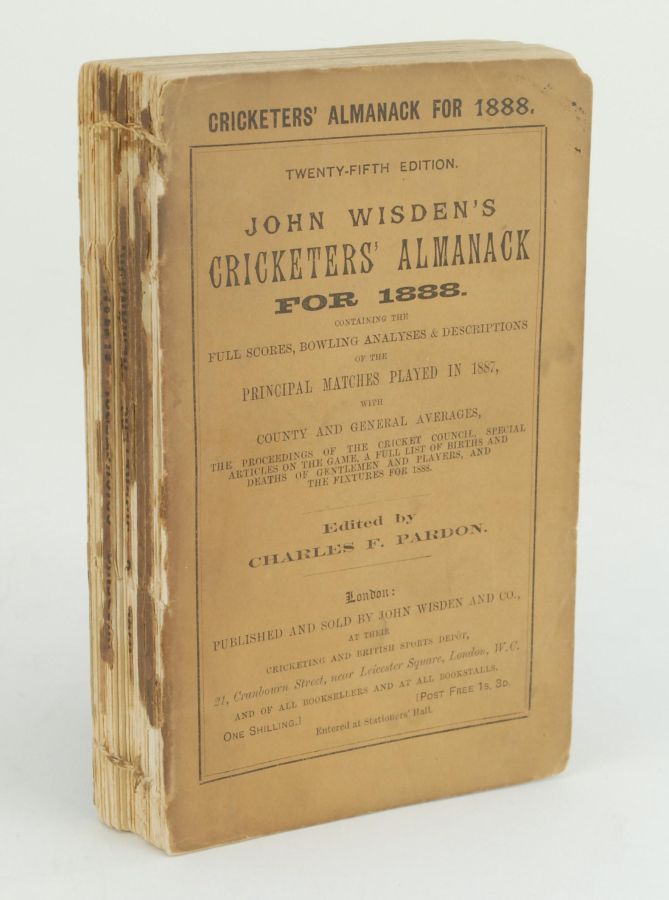 CRICKETERS' ALMANACK FOR 1888.
TWENTY-FIFTH EDITION.
JOHN WISDEN'S
CRICKETERS' ALMANACK
FOR 1888.
CONTAINING THE
FULL SCORES, BOWLING ANALYSES & DESCRIPTIONS
OF THE
PRINCIPAL MATCHES PLAYED IN 1887,
WITH
COUNTY AND GENERAL AVERAGES,
THE PROCEEDINGS OF THE CRICKET COUNCIL, SPECIAL
ARTICLES ON THE GAME, A FULL LIST OF BIRTHS AND
DEATHS OF GENTLEMEN AND PLAYERS, AND
THE FIXTURES FOR 1888.
Edited by
CHARLES F. PARDON.
London:
PUBLISHED AND SOLD BY JOHN WISDEN AND CO.,
AT THEIR
CRICKETING AND BRITISH SPORTS DEPÔT,
21, Cranbourn Street, near Leicester Square, London, W.C.
AND OF ALL BOOKSELLERS AND AT ALL BOOKSTALLS.
ONE SHILLING.] [POST FREE 1S. 3D.
Entered at Stationers' Hall.